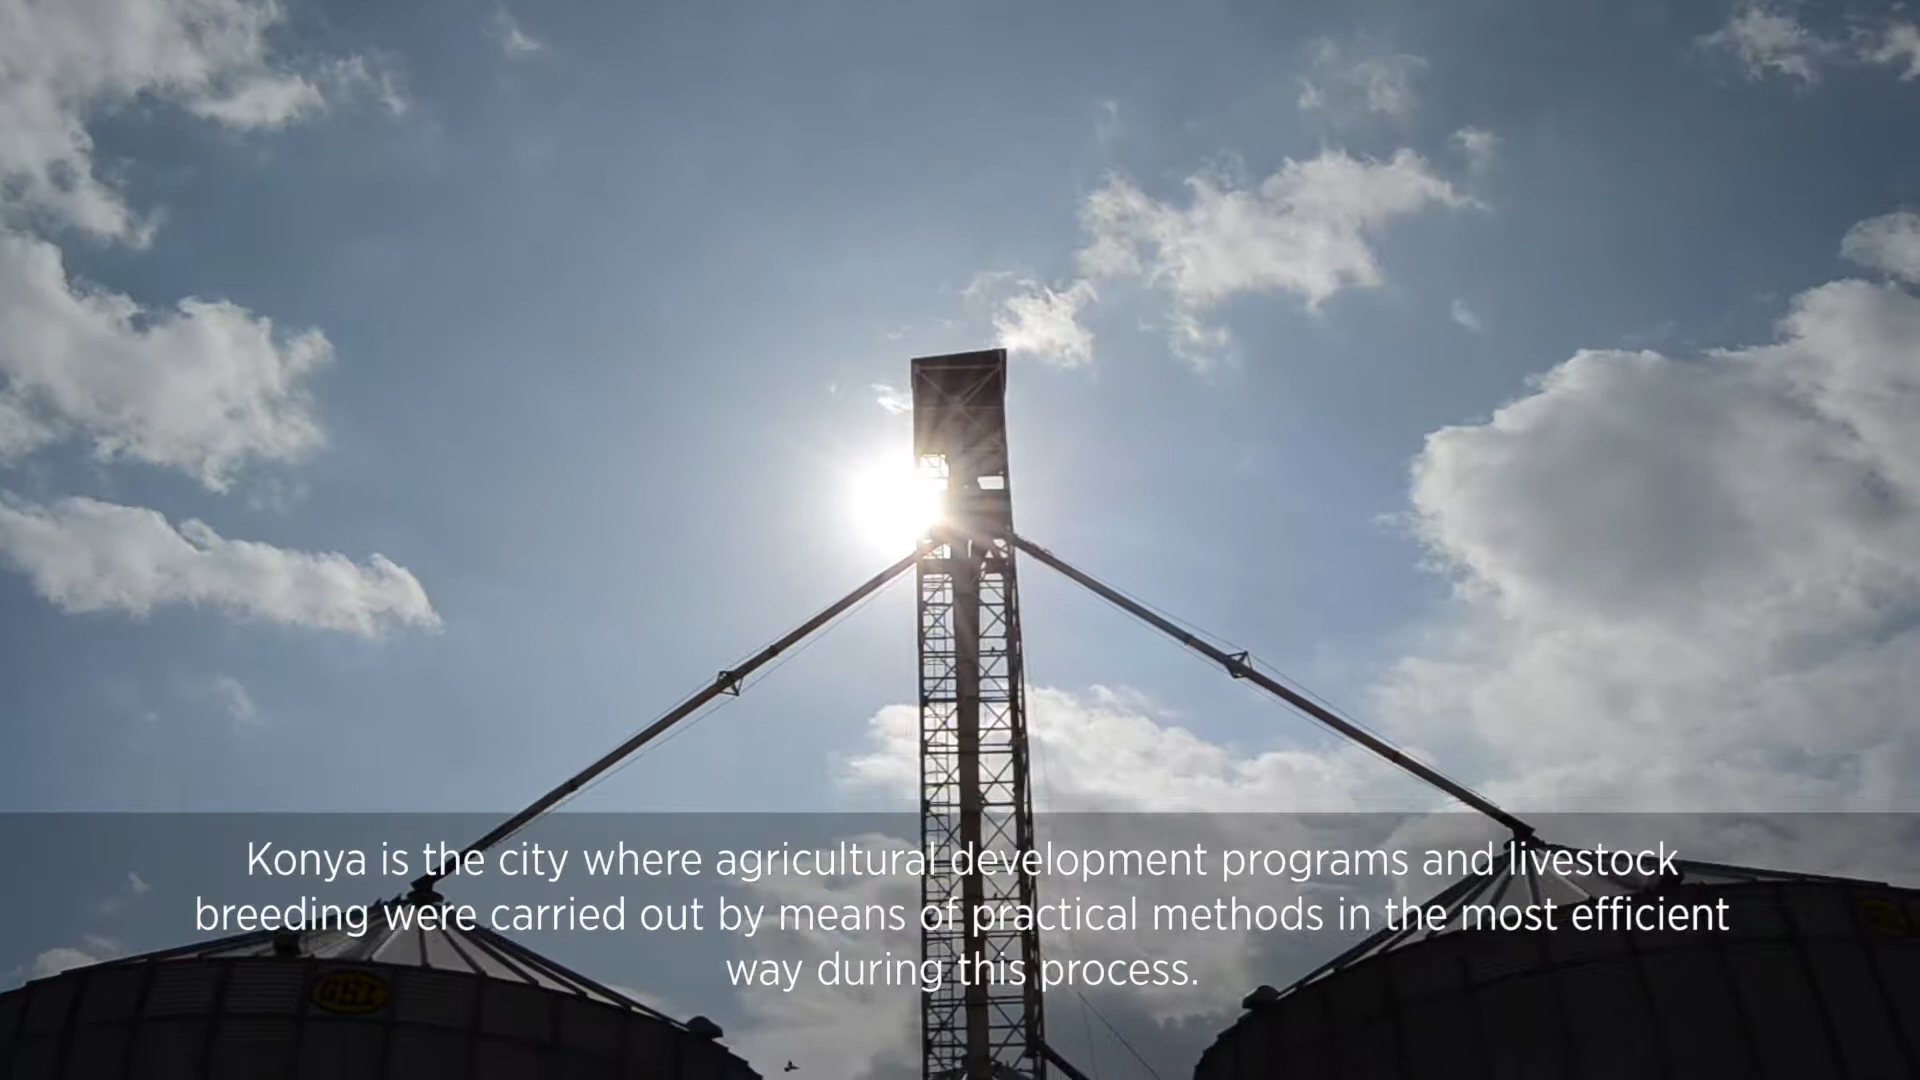 Konya is the city where agricultural development programs and livestock
breeding were carried out by means of practical methods in the most efficient
way during this process.
GSI